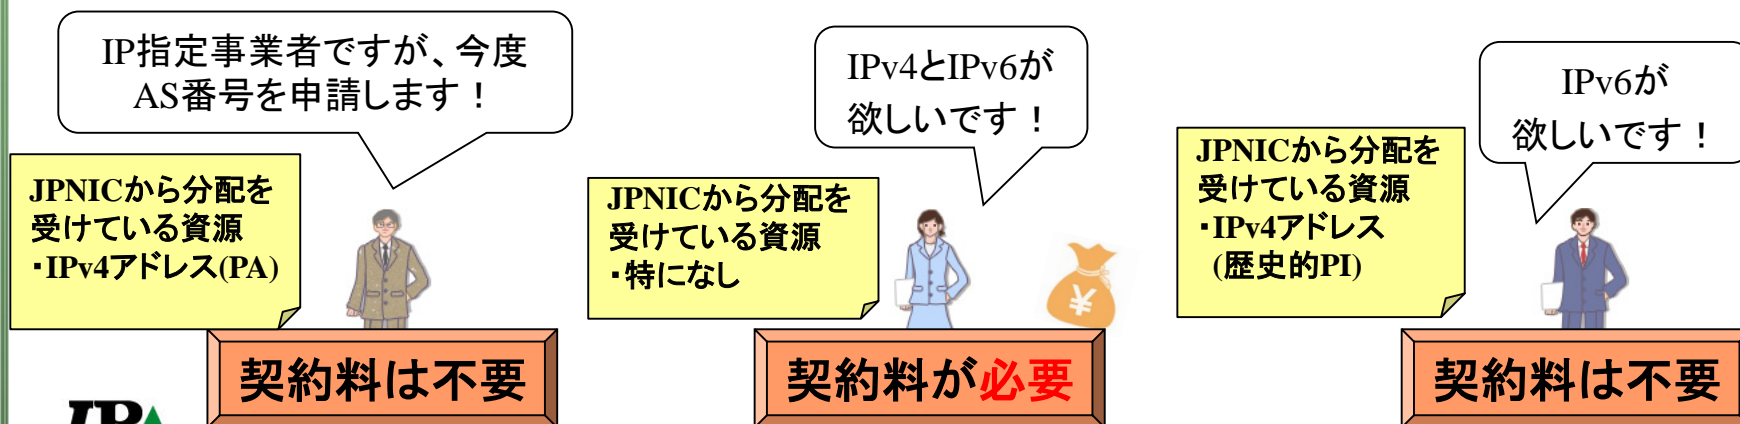 IP指定事業者ですが、今度
AS番号を申請します！
JPNICから分配を
受けている資源
・IPv4アドレス(PA)
契約料は不要
IPv4とIPv6が
欲しいです！
JPNICから分配を
受けている資源
・特になし
¥
契約料が必要
IPv6が
欲しいです！
JPNICから分配を
受けている資源
・IPv4アドレス
(歴史的PI)
契約料は不要